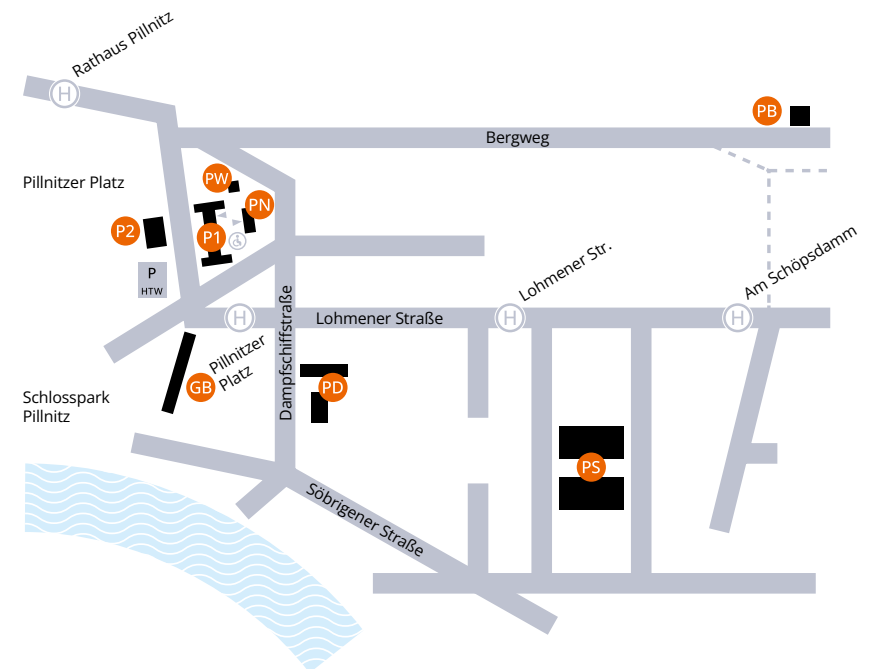 Rathaus Pillnitz
H
PB
Bergweg
PW
Pillnitzer Platz
PN
P2
P1
P
HTW
Lohmener Str.
Am Schöpsdamm
H
Lohmener Straße
H
H
Dampfschiffstraße
Pillnitzer
Platz
GB
PD
Schlosspark
Pillnitz
PS
Söbrigener Straße